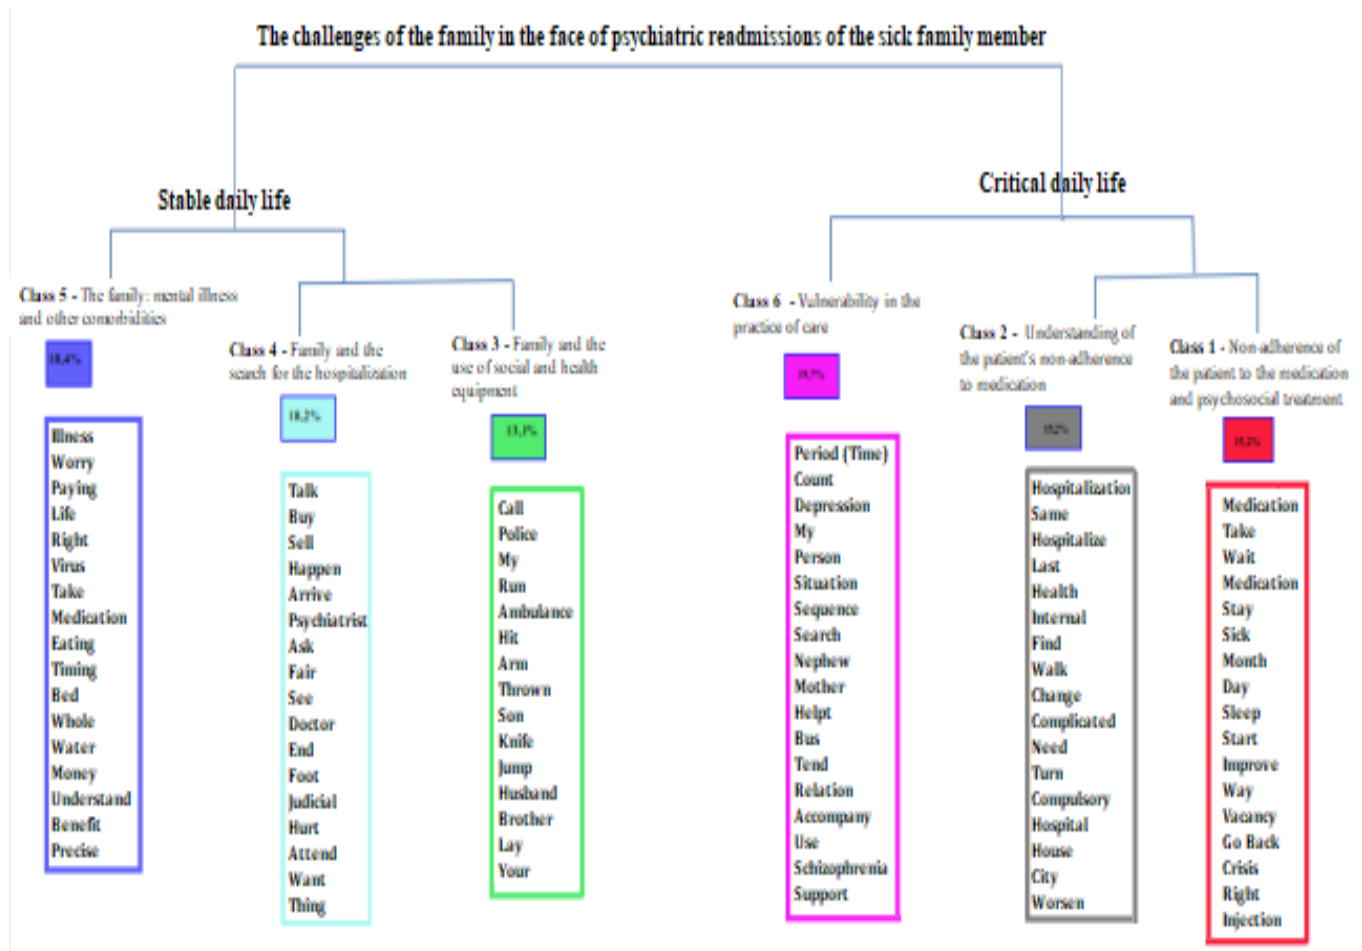 The challenges of the family in the face of psychiatric readmissions of the sick family member
Stable daily life
Critical daily life
Class 5 - The family: mental illness
and other comorbidities
18,4%
Illness
Worry
Paying
Life
Right
Virus
Take
Medication
Eating
Timing
Bed
Whole
Water
Money
Understand
Benefit
Precise
Class 4 - Family and the
search for the hospitalization
18,2%
Talk
Buy
Sell
Happen
Arrive
Psychiatrist
Ask
Fair
See
Doctor
End
Foot
Judicial
Hurt
Attend
Want
Thing
Class 3 - Family and the
use of social and health
equipment
13,1%
Call
Police
My
Run
Ambulance
Hit
Arm
Thrown
Son
Knife
Jump
Husband
Brother
Lay
Your
Class 6 - Vulnerability in the
practice of care
Period (Time)
Count
Depression
My
Person
Situation
Sequence
Search
Nephew
Mother
Helpt
Bus
Tend
Relation
Accompany
Use
Schizophrenia
Support
Class 2 - Understanding of
the patient's non-adherence
to medication
15,2%
Hospitalization
Same
Hospitalize
Last
Health
Internal
Find
Walk
Change
Complicated
Need
Turn
Compulsory
Hospital
House
City
Worsen
Class 1 - Non-adherence of
the patient to the medication
and psychosocial treatment
Medication
Take
Wait
Medication
Stay
Sick
Month
Day
Sleep
Start
Improve
Way
Vacancy
Go Back
Crisis
Right
Injection